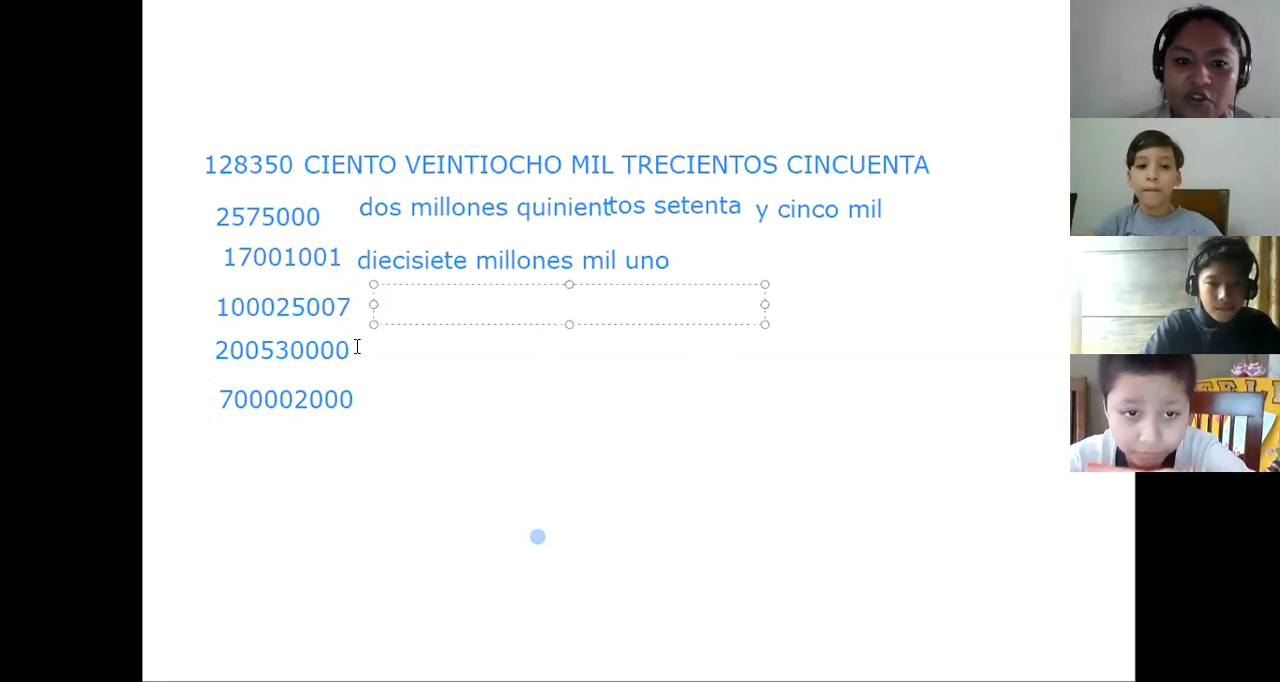 128350 CIENTO VEINTIOCHO MIL TRECIENTOS CINCUENTA
2575000 dos millones quinienttos setenta y cinco mil
17001001 diecisiete millones mil uno
100025007
200530000
700002000